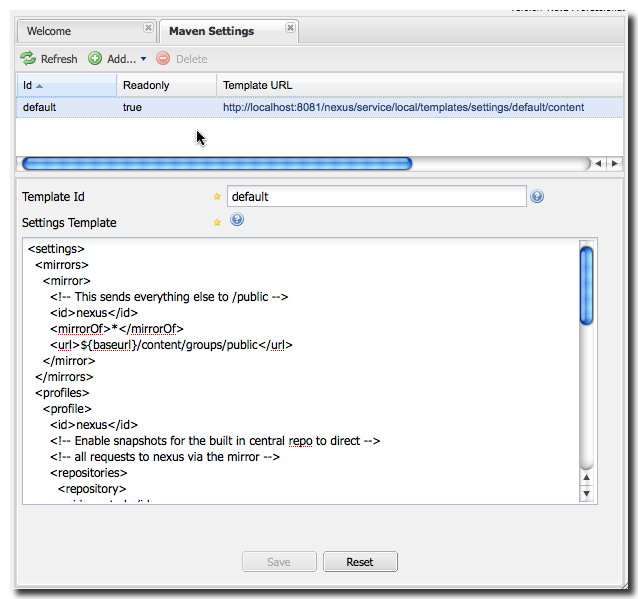 Welcome
Maven Settings
Refresh Add... Delete
Id Readonly Template URL
default true http://localhost:8081/nexus/service/local/templates/settings/default/content
Template Id default
Settings Template
<settings>
<mirrors>
<mirror>
<!-- This sends everything else to /public -->
<id>nexus</id>
<mirrorOf>*</mirrorOf>
<url>${baseurl}/content/groups/public</url>
</mirror>
</mirrors>
<profiles>
<profile>
<id>nexus</id>
<!-- Enable snapshots for the built in central repo to direct -->
<!-- all requests to nexus via the mirror -->
<repositories>
<repository>
Save Reset